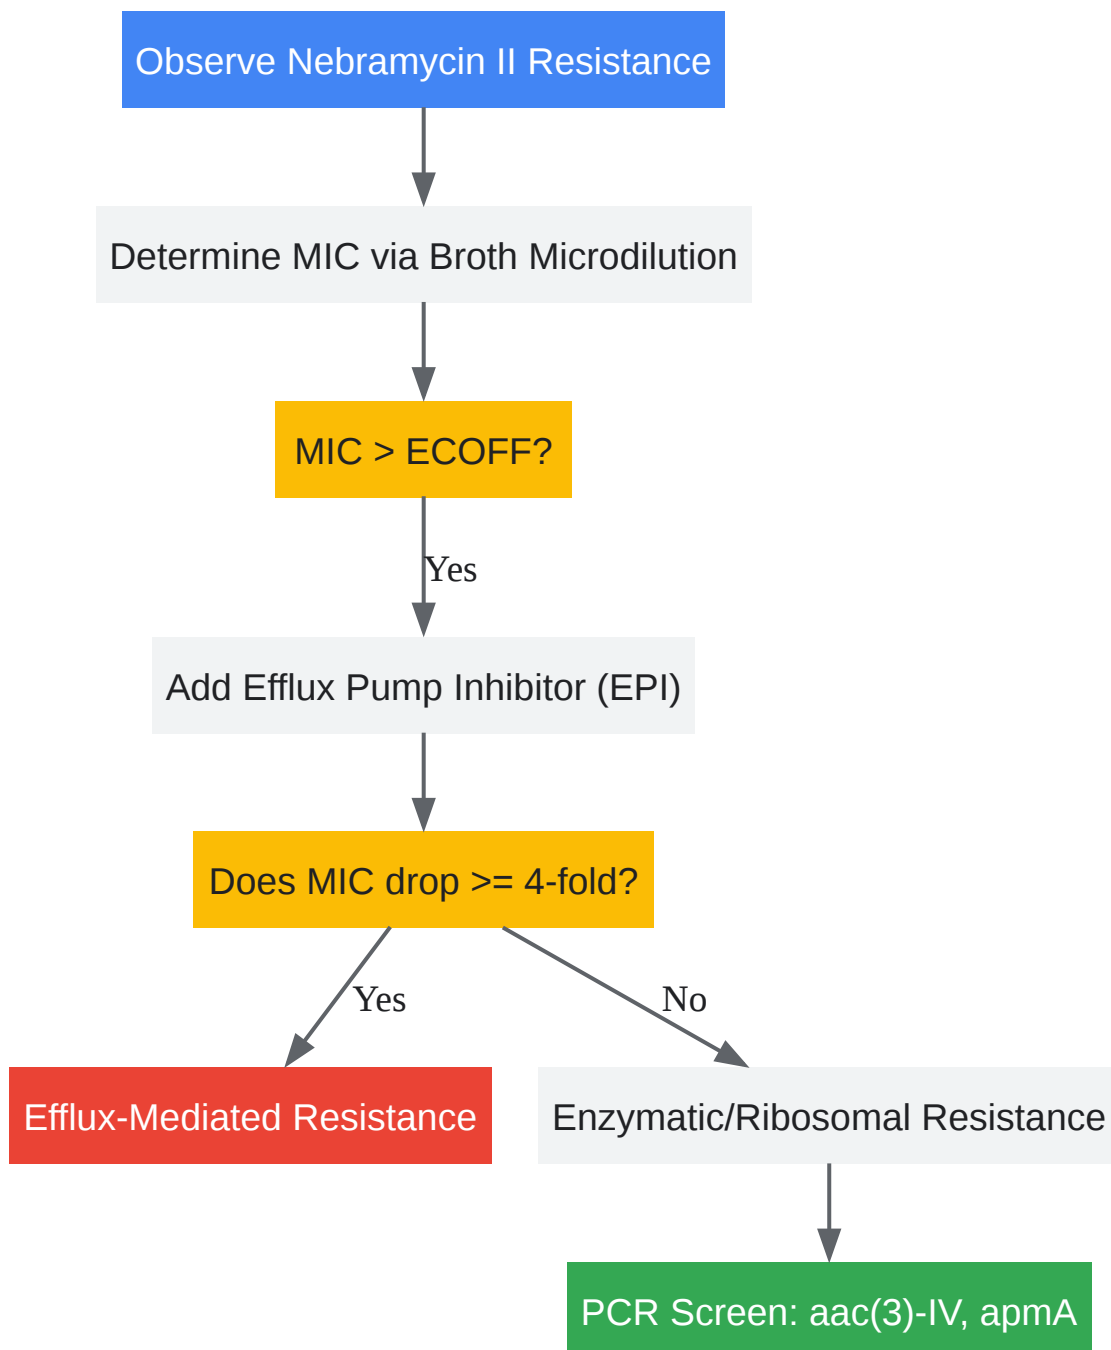 Observe Nebramycin II Resistance
Determine MIC via Broth Microdilution
MIC > ECOFF?
Yes
Add Efflux Pump Inhibitor (EPI)
Does MIC drop >= 4-fold?
Yes
No
Efflux-Mediated Resistance
Enzymatic/Ribosomal Resistance
PCR Screen: aac(3)-IV, apmA